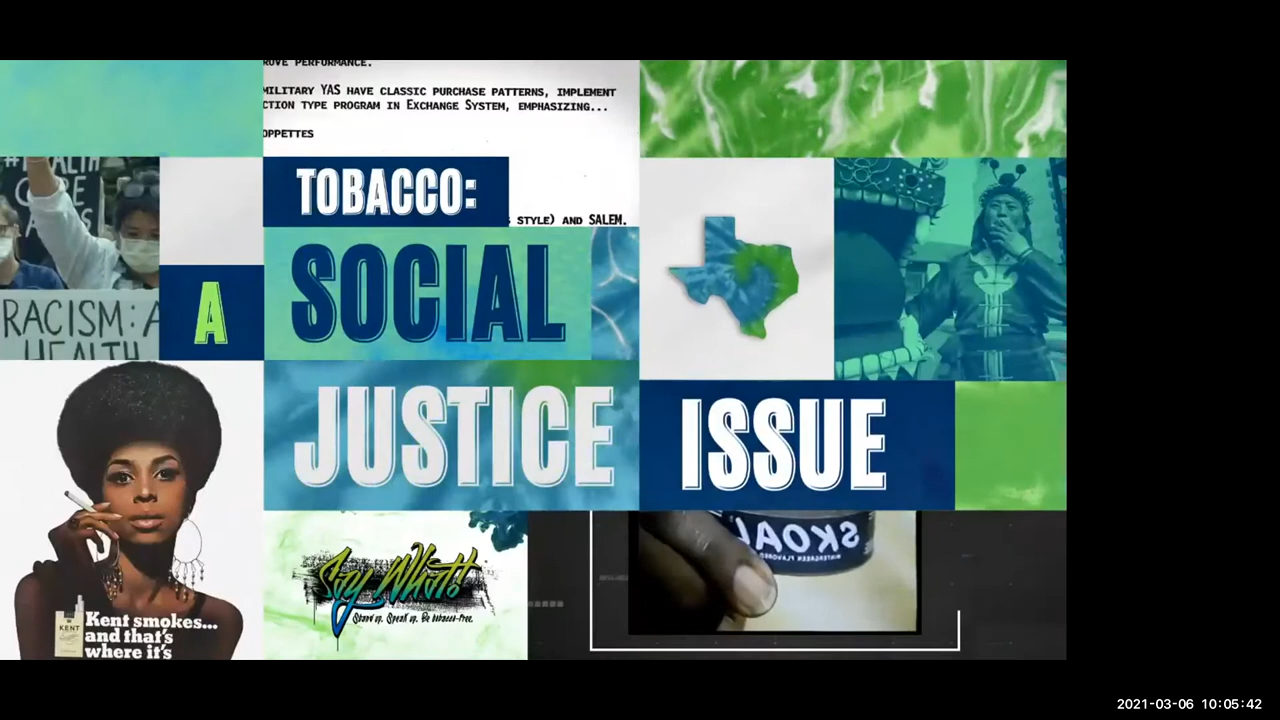 ROVE PERFORMANCE.
MILITARY YAS HAVE CLASSIC PURCHASE PATTERNS, IMPLEMENT
CTION TYPE PROGRAM IN EXCHANGE SYSTEM, EMPHASIZING...
OPPETTES
STYLE) AND SALEM.
TOBACCO:
A
SOCIAL
JUSTICE
ISSUE
RACISM: A
HEALTH
Kent smokes...
and that's
where it's
KENT
Say What!
Stand up. Speak up. Be tobacco-free.
SKOAL
WINTERGREEN FLAVORED
2021-03-06 10:05:42